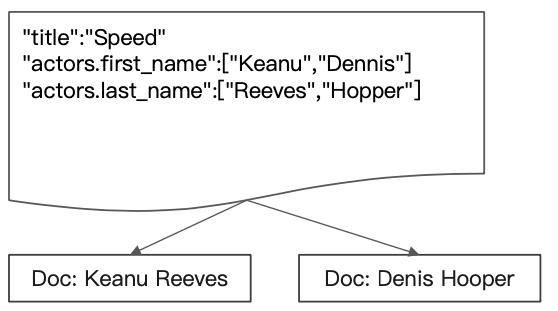 "title":"Speed"
"actors.first_name":["Keanu","Dennis"]
"actors.last_name":["Reeves","Hopper"]
Doc: Keanu Reeves
Doc: Denis Hooper